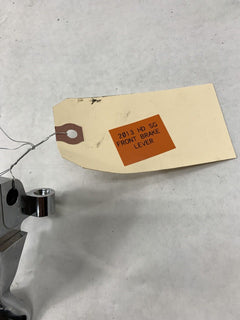 2013 HD SG
FRONT BRAKE
LEVER